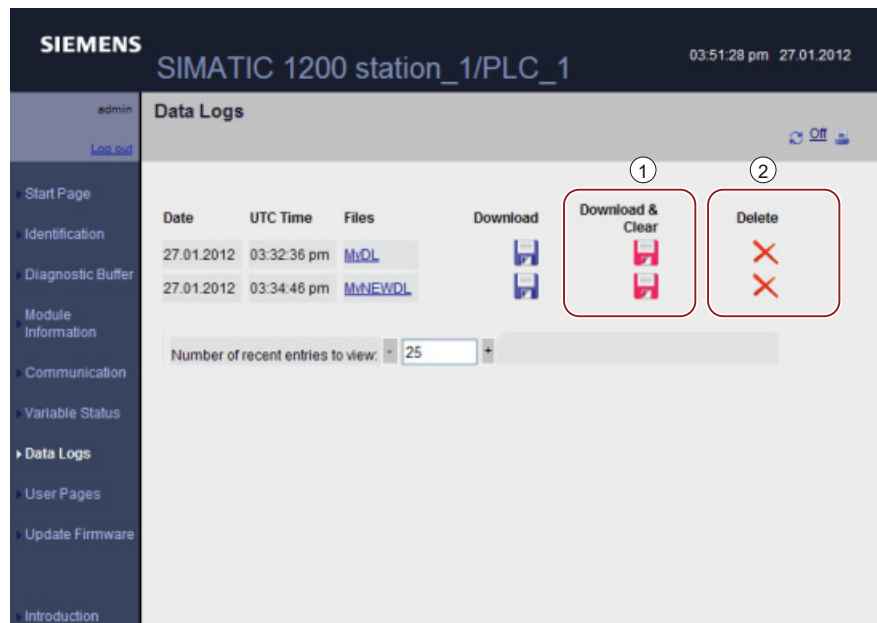 SIEMENS
SIMATIC 1200 station_1/PLC_1
03:51:28 pm 27.01.2012
admin
Log out
Data Logs
Off
Start Page
Identification
Diagnostic Buffer
Module
Information
Communication
Variable Status
Data Logs
User Pages
Update Firmware
Introduction
1
2
Date UTC Time Files Download Download &
Clear Delete
27.01.2012 03:32:36 pm MyDL
27.01.2012 03:34:46 pm MyNEWDL
Number of recent entries to view: - 25 +